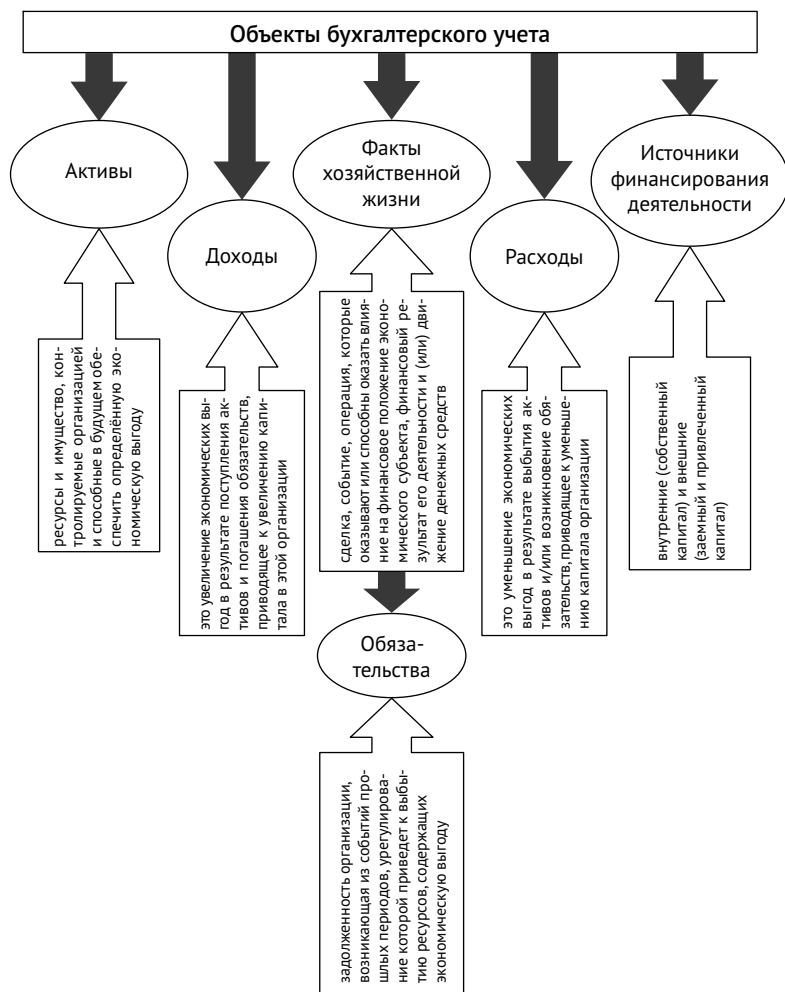 Объекты бухгалтерского учета
Активы
Доходы
Факты
хозяйственной
жизни
Расходы
Источники
финансирования
деятельности
ресурсы и имущество, кон-
тролируемые организацией
и способные в будущем обе-
спечить определённую эко-
номическую выгоду
это увеличение экономических вы-
год в результате поступления ак-
тивов и погашения обязательств,
приводящее к увеличению капи-
тала в этой организации
сделка, событие, операция, которые
оказывают или способны оказать влия-
ние на финансовое положение эконо-
мического субъекта, финансовый ре-
зультат его деятельности и (или) дви-
жение денежных средств
это уменьшение экономических
выгод в результате выбытия ак-
тивов и/или возникновение обя-
зательств, приводящее к уменьше-
нию капитала организации
внутренние (собственный
капитал) и внешние
(заемный и привлеченный
капитал)
Обяза-
тельства
задолженность организации,
возникающая из событий про-
шлых периодов, урегулирова-
ние которой приведет к выбы-
тию ресурсов, содержащих
экономическую выгоду